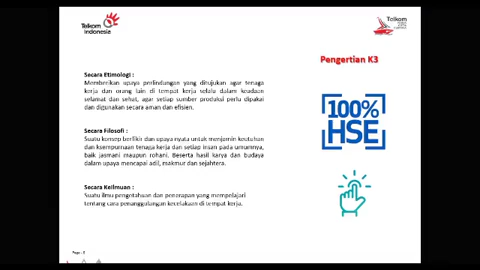 Telkom
Indonesia
Telkom
Pengertian K3
Secara Etimologi :
Memberikan upaya perlindungan yang ditujukan agar tenaga
kerja dan orang lain di tempat kerja selalu dalam keadaan
selamat dan sehat, agar setiap sumber produksi perlu dipakai
dan digunakan secara aman dan efisien.
Secara Filosofi :
Suatu konsep berfikir dan upaya nyata untuk menjamin keutuhan
dan kesempurnaan tenaga kerja dan setiap insan pada umumnya,
baik jasmani maupun rohani. Beserta hasil karya dan budaya
dalam upaya mencapai adil, makmur dan sejahtera.
Secara Keilmuan :
Suatu ilmu pengetahuan dan penerapan yang mempelajari
tentang cara penanggulangan kecelakaan di tempat kerja.
100%
HSE